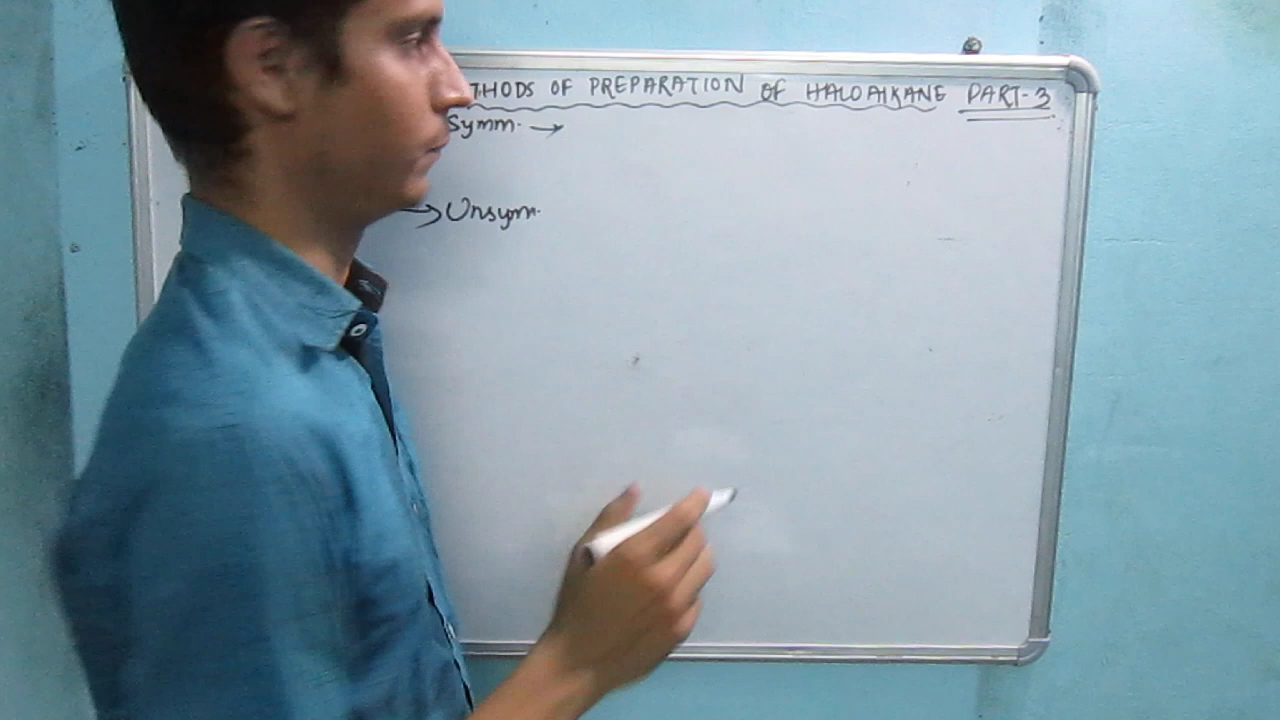 THODS OF PREPARATION OF HALOALKANE PART-3
Symm. →
→ Unsym.